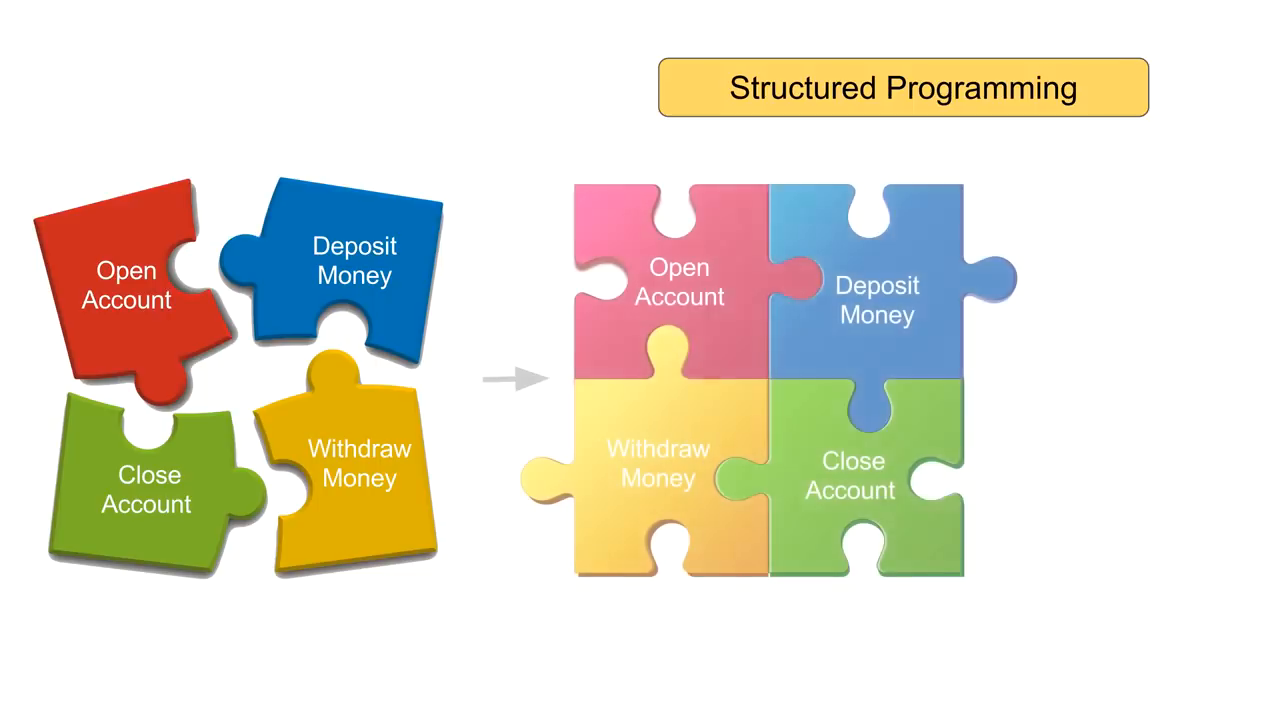 Structured Programming
Open
Account
Deposit
Money
Close
Account
Withdraw
Money
Open
Account
Deposit
Money
Withdraw
Money
Close
Account